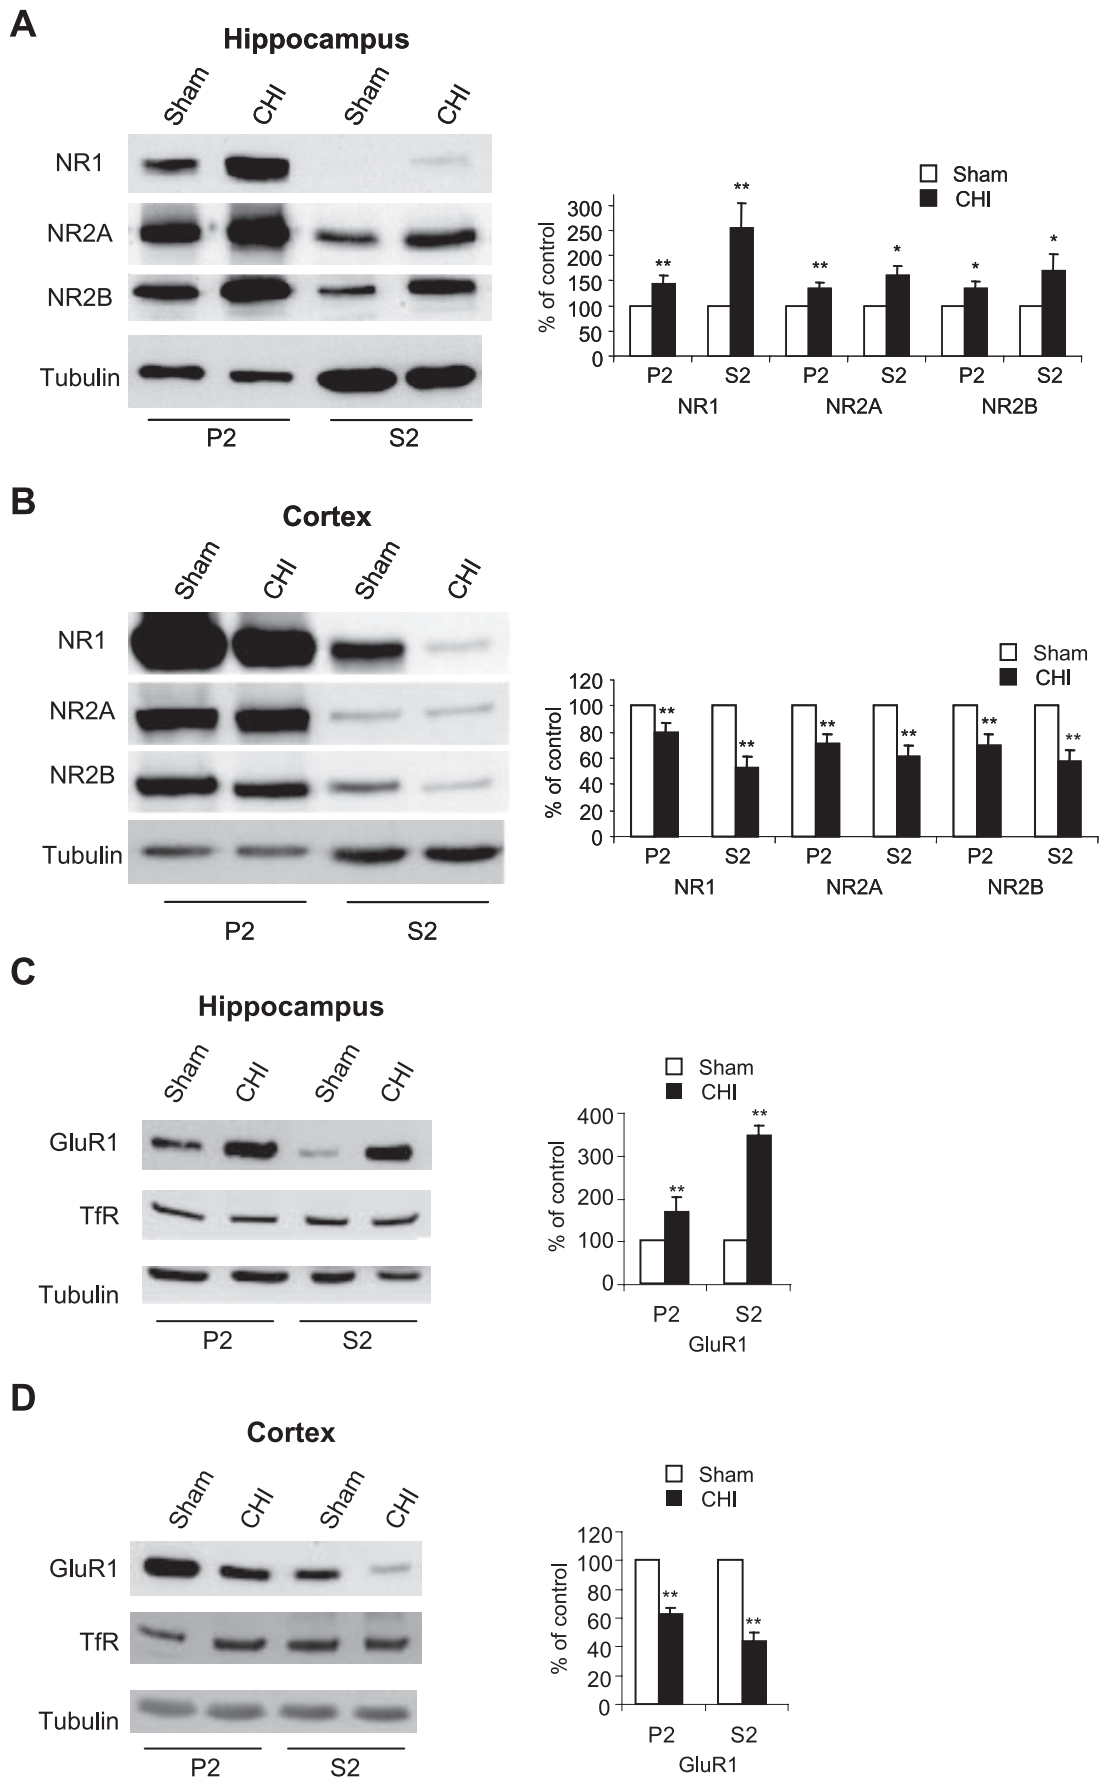 A
Hippocampus
Sham CHI Sham CHI
NR1
NR2A
NR2B
Tubulin
P2 S2
Sham
CHI
% of control
300
250
200
150
100
50
0
** ** ** * * *
P2 S2 P2 S2 P2 S2
NR1 NR2A NR2B
B
Cortex
Sham CHI Sham CHI
NR1
NR2A
NR2B
Tubulin
P2 S2
Sham
CHI
% of control
120
100
80
60
40
20
0
** ** ** ** ** **
P2 S2 P2 S2 P2 S2
NR1 NR2A NR2B
C
Hippocampus
Sham CHI Sham CHI
GluR1
TfR
Tubulin
P2 S2
Sham
CHI
% of control
400
300
200
100
0
** **
P2 S2
GluR1
D
Cortex
Sham CHI Sham CHI
GluR1
TfR
Tubulin
P2 S2
Sham
CHI
% of control
120
100
80
60
40
20
0
** **
P2 S2
GluR1